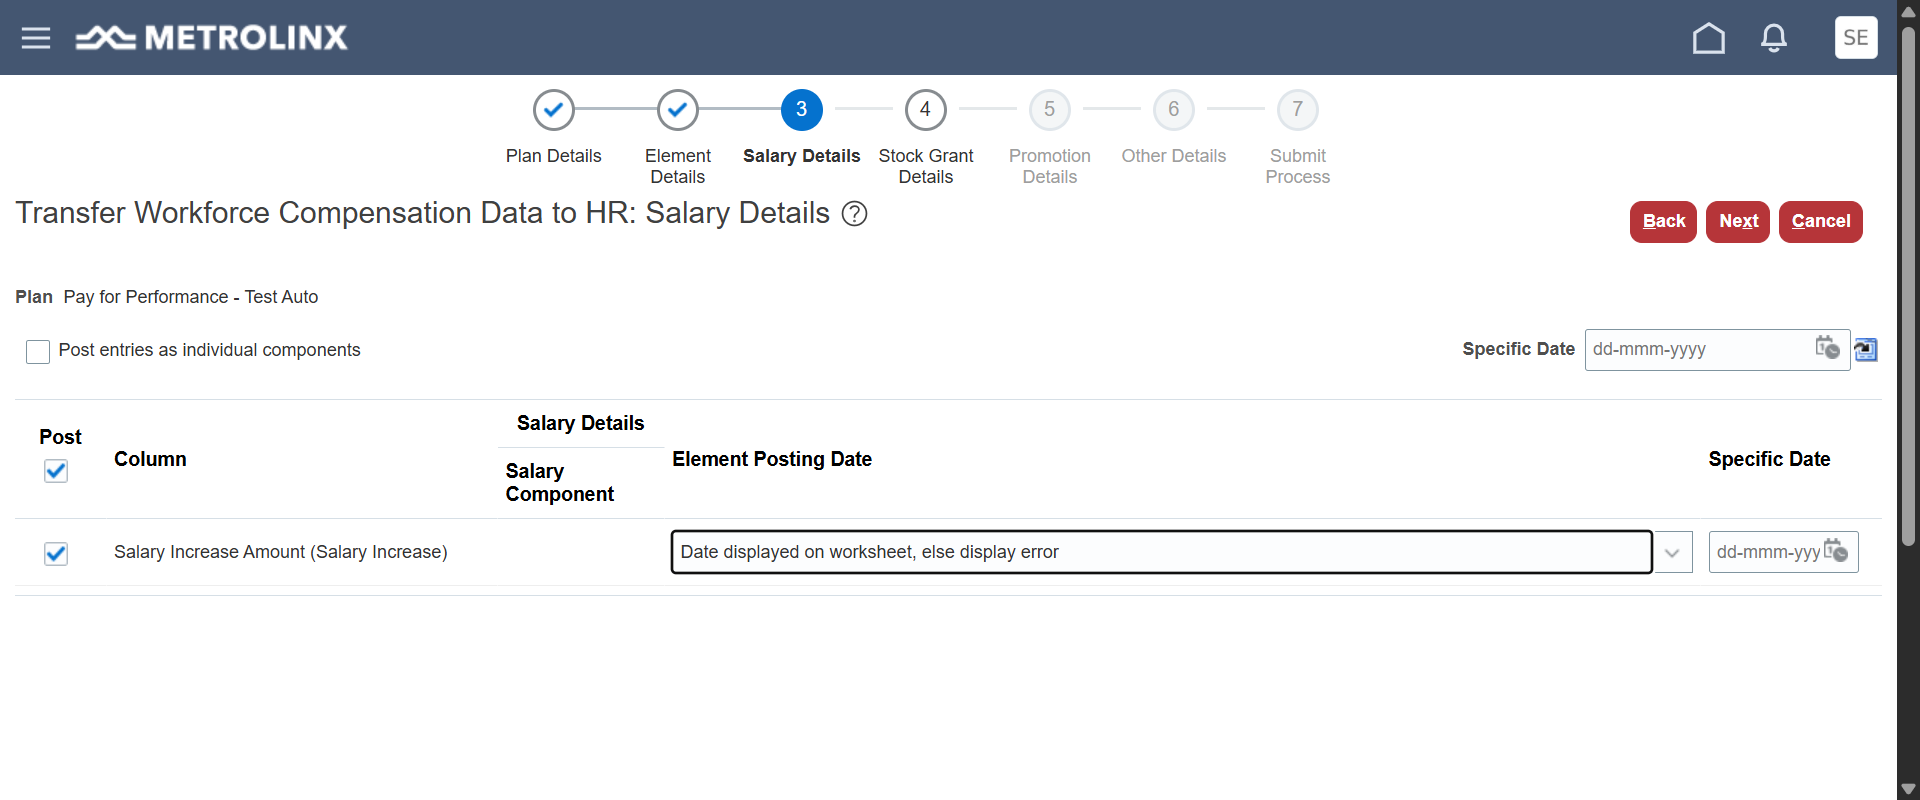 METROLINX
SE
3
4
5
6
7
Plan Details
Element
Details
Salary Details
Stock Grant
Details
Promotion
Details
Other Details
Submit
Process
Transfer Workforce Compensation Data to HR: Salary Details ?
Back
Next
Cancel
Plan Pay for Performance - Test Auto
Post entries as individual components
Specific Date dd-mmm-yyyy
Post
Column
Salary Details
Salary
Component
Element Posting Date
Specific Date
Salary Increase Amount (Salary Increase)
Date displayed on worksheet, else display error
dd-mmm-yyy